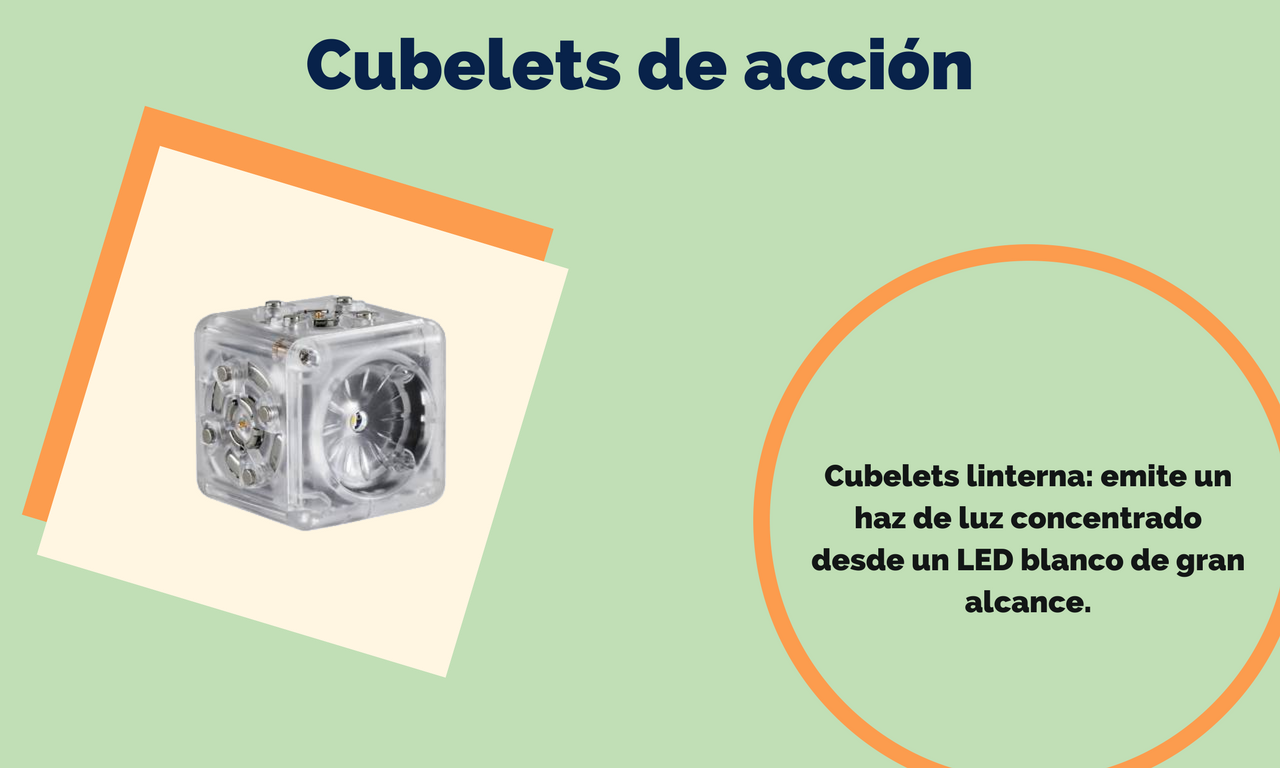 Cubelets de acción
Cubelets linterna: emite un
haz de luz concentrado
desde un LED blanco de gran
alcance.